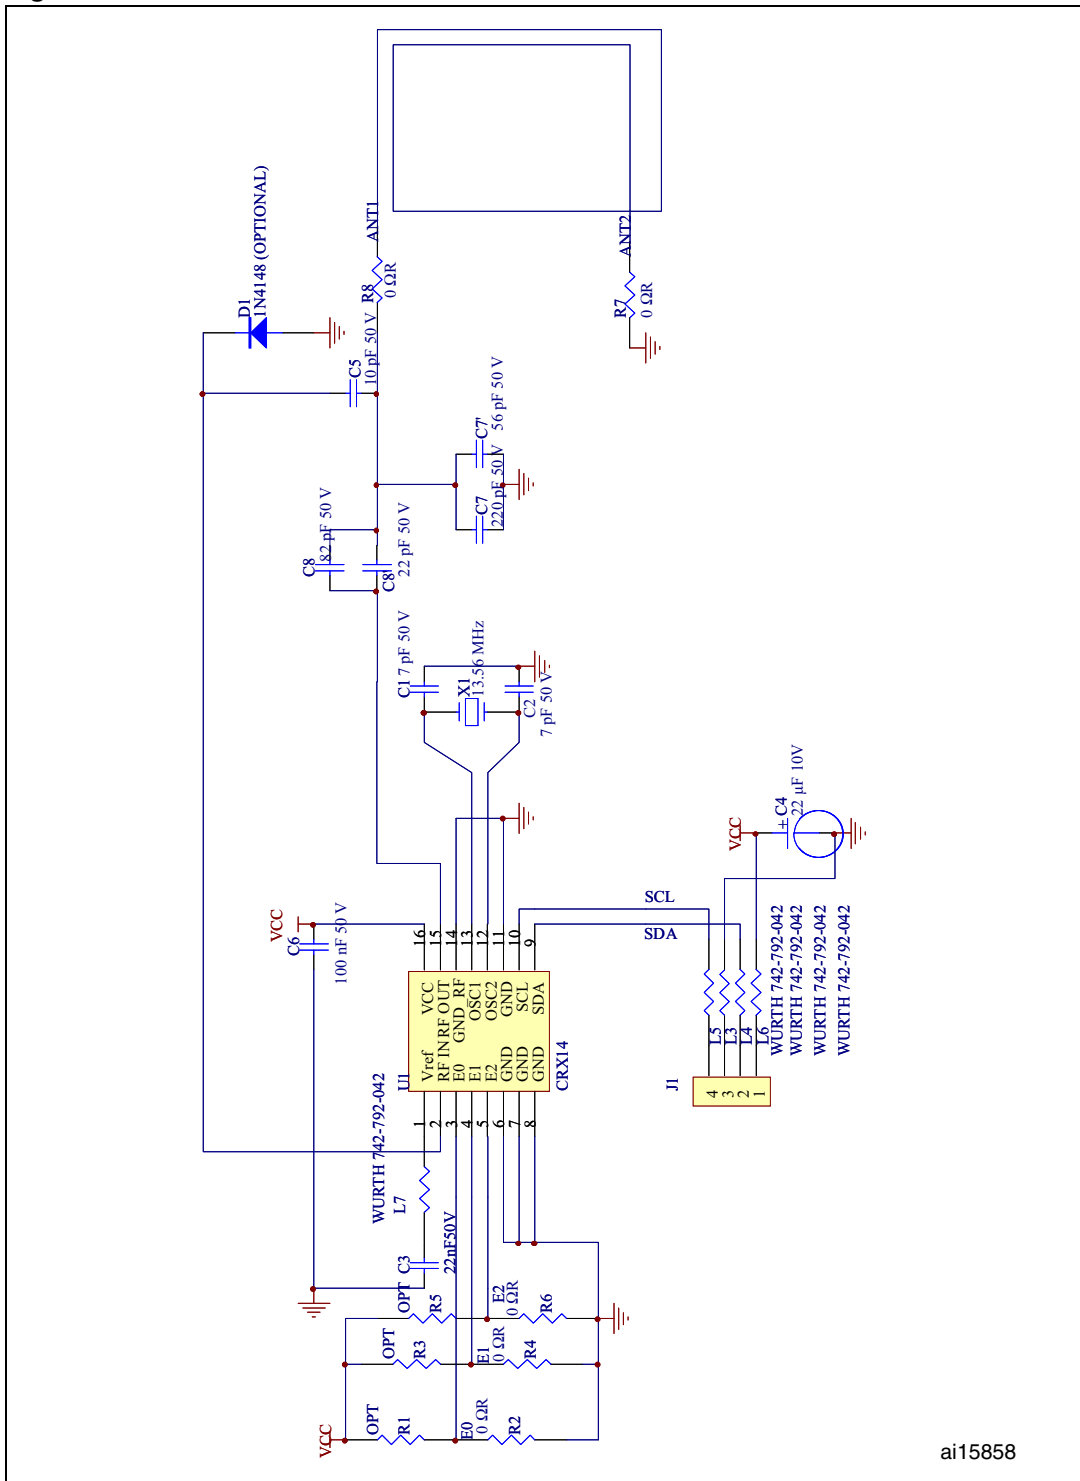 ANT1
ANT2
R8
0 ΩR
R7
0 ΩR
D1
1N4148 (OPTIONAL)
C5
10 pF 50 V
C7'
56 pF 50 V
C7
220 pF 50 V
C8
82 pF 50 V
C8'
22 pF 50 V
C1 7 pF 50 V
X1
13.56 MHz
C2
7 pF 50 V
VCC
C6
100 nF 50 V
VCC
+ C4
22 µF 10V
SCL
SDA
16 15 14 13 12 11 10 9
VCC
RF OUT
GND_RF
OSC1
OSC2
GND
SCL
SDA
Vref
RF IN
E0
E1
E2
GND
GND
GND
U1
CRX14
1 2 3 4 5 6 7 8
L5
L3
L4
L6
WURTH 742-792-042
WURTH 742-792-042
WURTH 742-792-042
WURTH 742-792-042
J1
4 3 2 1
WURTH 742-792-042
L7
C3
22nF50V
OPT
R5
E2
0 ΩR
R6
OPT
R3
E1
0 ΩR
R4
OPT
R1
E0
0 ΩR
R2
VCC
ai15858